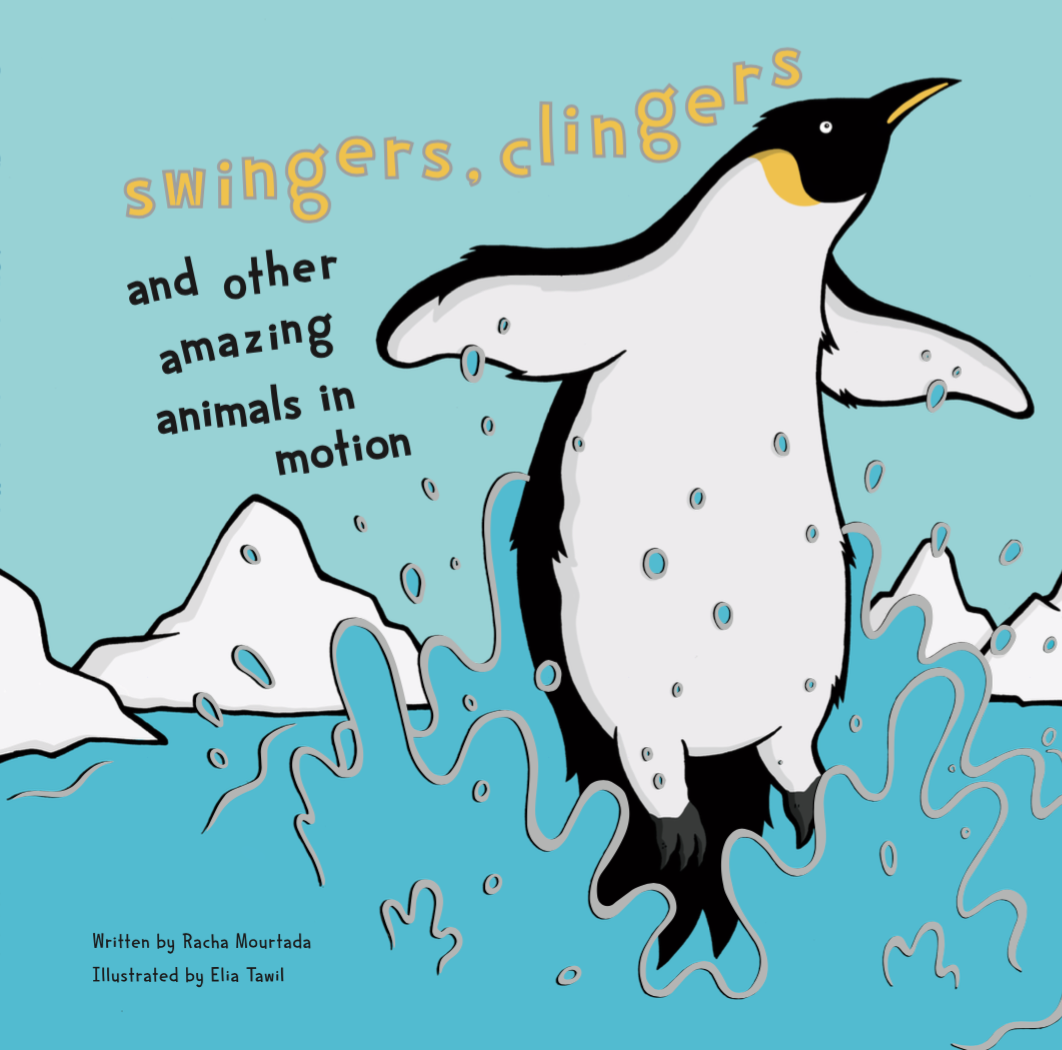 swingers, clingers
and other
amazing
animals in
motion
Written by Racha Mourtada
Illustrated by Elia Tawil